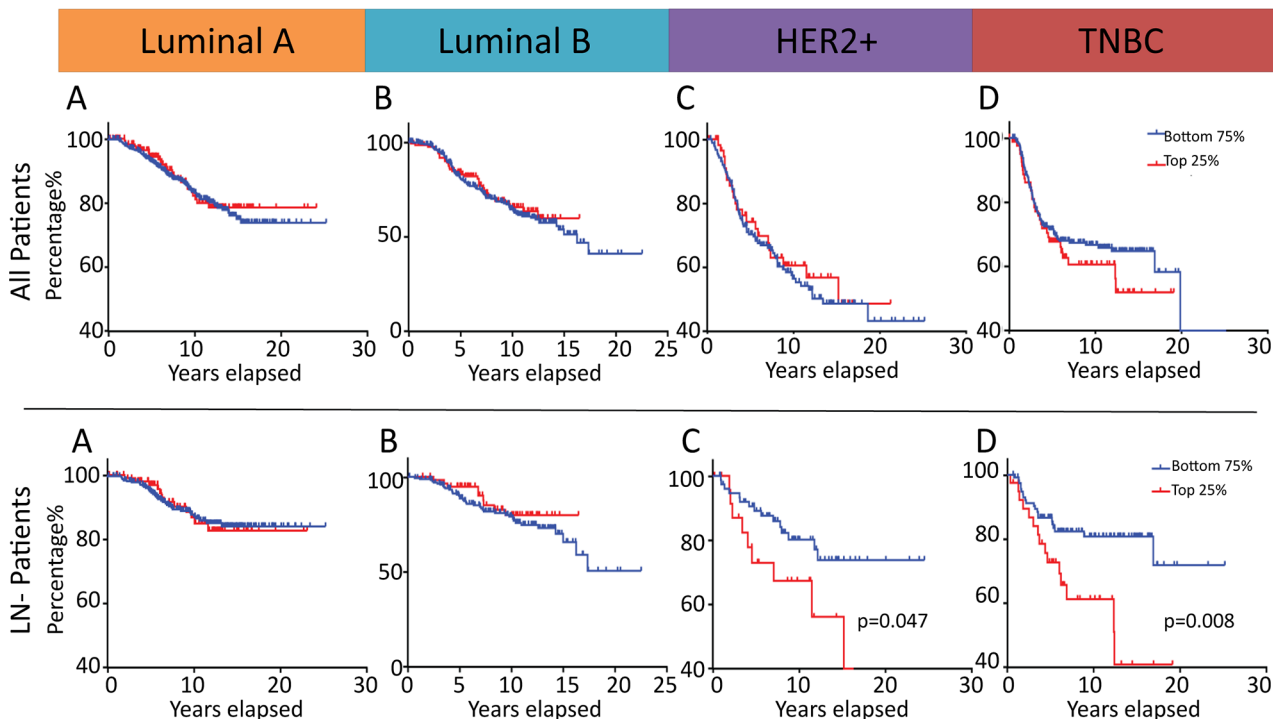 Luminal A Luminal B HER2+ TNBC
A B C D
All Patients
Percentage%
100 80 60 40
0 10 20 30
Years elapsed
100 50 0
0 5 10 15 20 25
Years elapsed
100 80 60 40
0 10 20 30
Years elapsed
100 80 60 40
0 10 20 30
Years elapsed
Bottom 75%
Top 25%
A B C D
LN- Patients
Percentage%
100 80 60 40
0 10 20 30
Years elapsed
100 50 0
0 5 10 15 20 25
Years elapsed
100 80 60 40
p=0.047
0 10 20 30
Years elapsed
100 80 60 40
Bottom 75%
Top 25%
p=0.008
0 10 20 30
Years elapsed